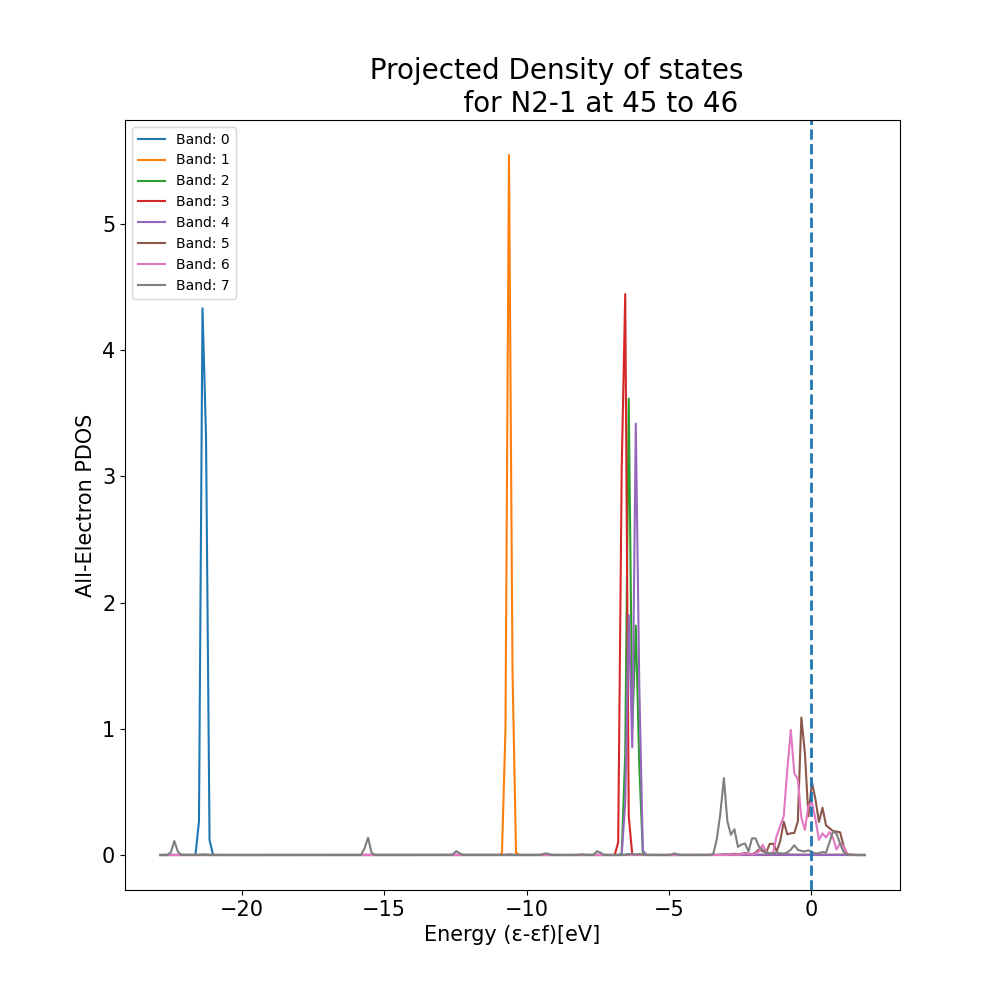 Projected Density of states
for N2-1 at 45 to 46
Band: 0
Band: 1
Band: 2
Band: 3
Band: 4
Band: 5
Band: 6
Band: 7
5
4
3
2
1
0
All-Electron PDOS
−20
−15
−10
−5
0
Energy (ε-εf)[eV]